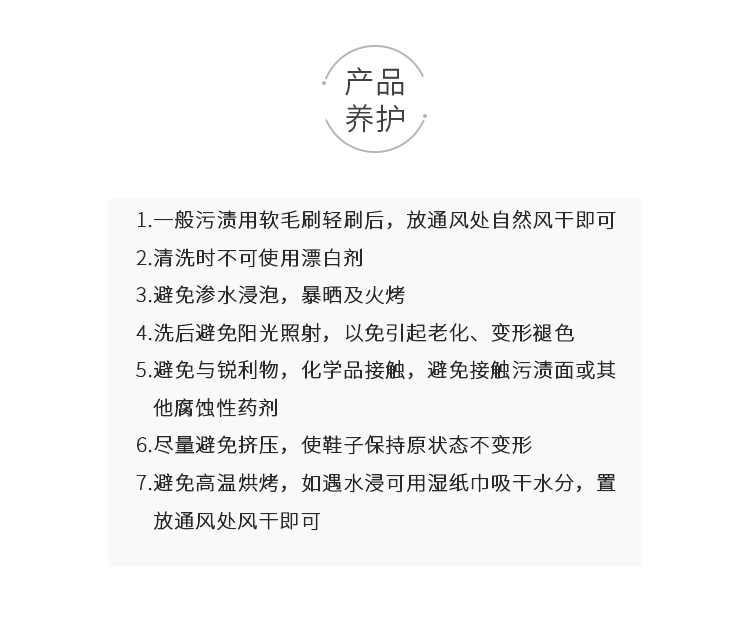 产品
养护
1.一般污渍用软毛刷轻刷后，放通风处自然风干即可
2.清洗时不可使用漂白剂
3.避免渗水浸泡，暴晒及火烤
4.洗后避免阳光照射，以免引起老化、变形褪色
5.避免与锐利物，化学品接触，避免接触污渍面或其
他腐蚀性药剂
6.尽量避免挤压，使鞋子保持原状态不变形
7.避免高温烘烤，如遇水浸可用湿纸巾吸干水分，置
放通风处风干即可